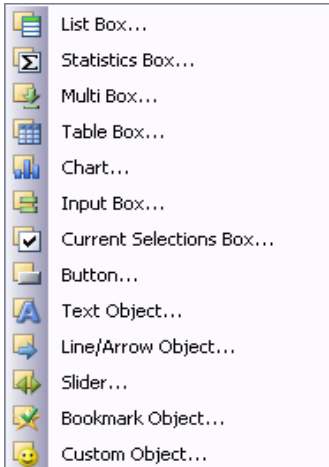 List Box...
Statistics Box...
Multi Box...
Table Box...
Chart...
Input Box...
Current Selections Box...
Button...
Text Object...
Line/Arrow Object...
Slider...
Bookmark Object...
Custom Object...